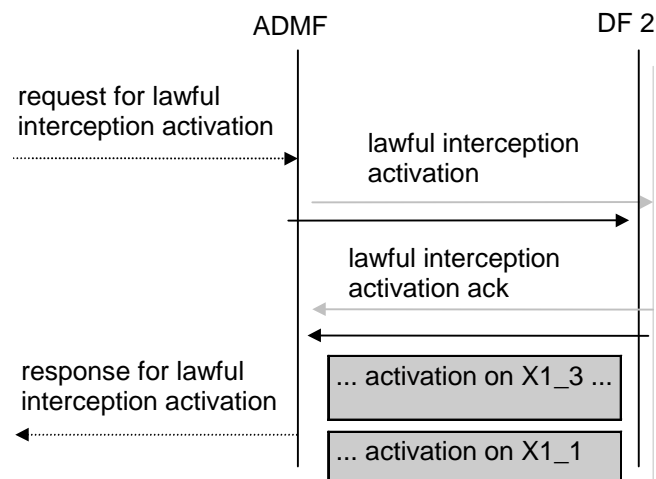 ADMF
DF 2
request for lawful
interception activation
lawful interception
activation
lawful interception
activation ack
response for lawful
interception activation
... activation on X1_3 ...
... activation on X1_1